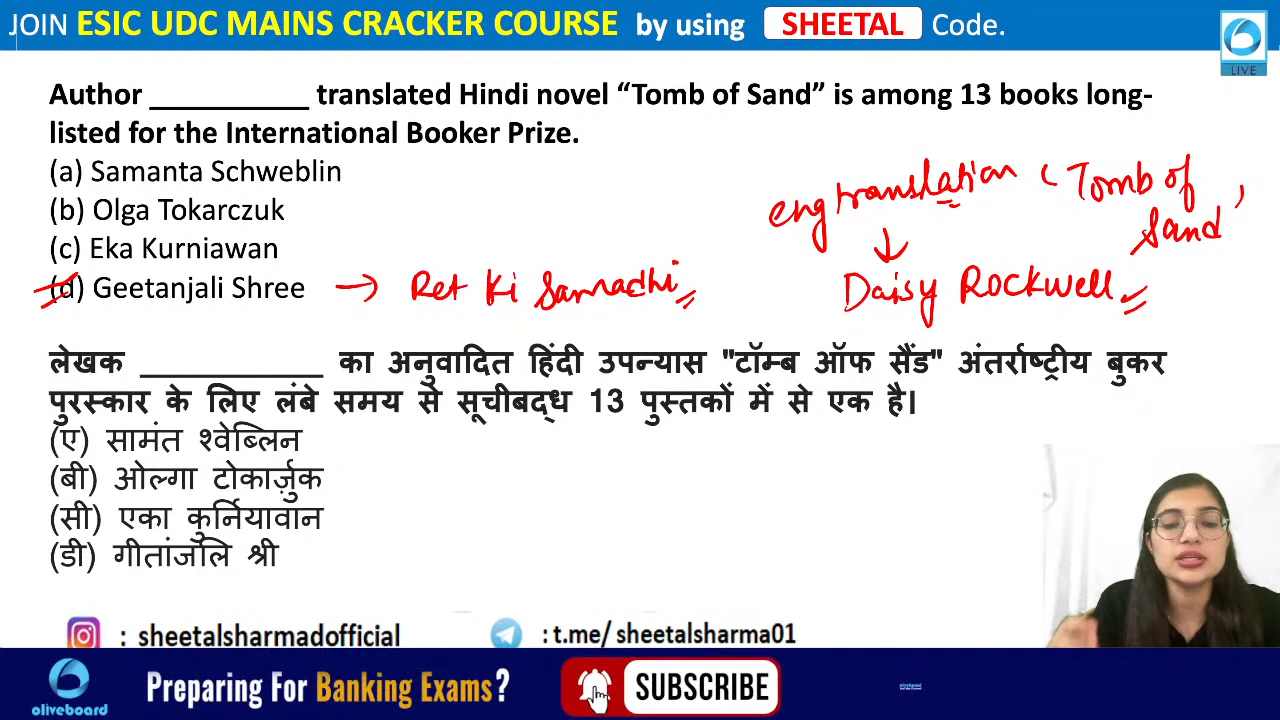 JOIN ESIC UDC MAINS CRACKER COURSE by using SHEETAL Code.
LIVE
Author __________ translated Hindi novel “Tomb of Sand” is among 13 books long-
listed for the International Booker Prize.
(a) Samanta Schweblin
(b) Olga Tokarczuk
(c) Eka Kurniawan
(d) Geetanjali Shree → Ret Ki Samadhi
eng translation ( Tomb of
Sand )
↓
Daisy Rockwell
लेखक __________ का अनुवादित हिंदी उपन्यास "टॉम्ब ऑफ सैंड" अंतर्राष्ट्रीय बुकर
पुरस्कार के लिए लंबे समय से सूचीबद्ध 13 पुस्तकों में से एक है।
(ए) सामंत श्वेब्लिन
(बी) ओल्गा टोकार्ज़ुक
(सी) एका कुर्नियावान
(डी) गीतांजलि श्री
: sheetalsharmadofficial
: t.me/ sheetalsharma01
oliveboard
Preparing For Banking Exams?
SUBSCRIBE